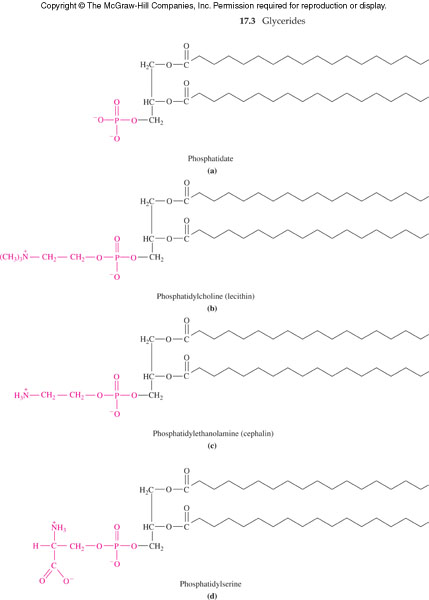 Copyright © The McGraw-Hill Companies, Inc. Permission required for reproduction or display.
17.3 Glycerides
O
H₂C—O—C
O
O HC—O—C
⁻O—P—O—CH₂
⁻O
Phosphatidate
(a)
O
H₂C—O—C
O
O HC—O—C
(CH₃)₃N⁺—CH₂—CH₂—O—P—O—CH₂
⁻O
Phosphatidylcholine (lecithin)
(b)
O
H₂C—O—C
O
O HC—O—C
H₃N⁺—CH₂—CH₂—O—P—O—CH₂
⁻O
Phosphatidylethanolamine (cephalin)
(c)
O
H₂C—O—C
O
⁺NH₃ O HC—O—C
H—C—CH₂—O—P—O—CH₂
C ⁻O
O O⁻
Phosphatidylserine
(d)